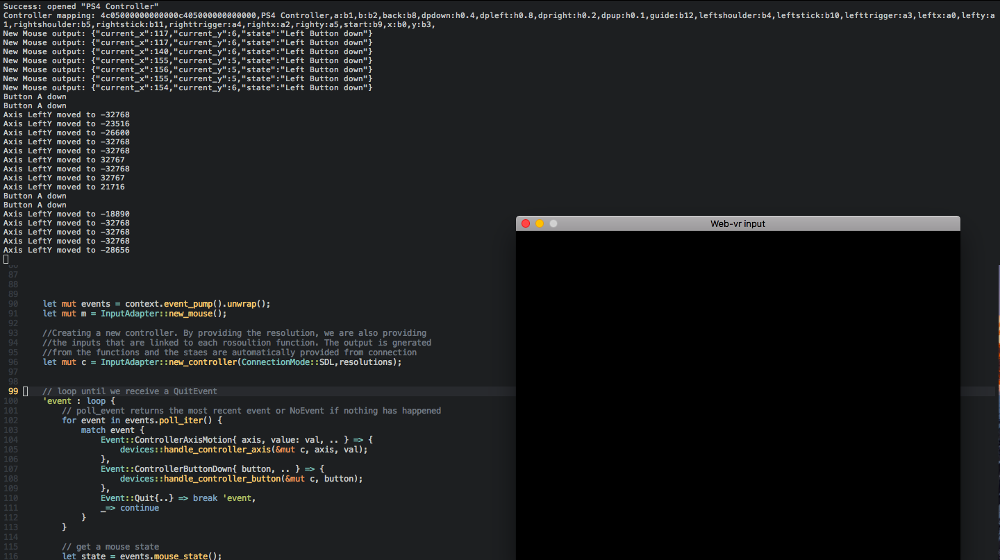 Success: opened "PS4 Controller"
Controller mapping: 4c05000000000000c405000000000000,PS4 Controller,a:b1,b:b2,back:b8,dpdown:h0.4,dpleft:h0.8,dpright:h0.2,dpup:h0.1,guide:b12,leftshoulder:b4,leftstick:b10,lefttrigger:a3,leftx:a0,lefty:a
1,rightshoulder:b5,rightstick:b11,righttrigger:a4,rightx:a2,righty:a5,start:b9,x:b0,y:b3,
New Mouse output: {"current_x":117,"current_y":6,"state":"Left Button down"}
New Mouse output: {"current_x":117,"current_y":6,"state":"Left Button down"}
New Mouse output: {"current_x":140,"current_y":6,"state":"Left Button down"}
New Mouse output: {"current_x":155,"current_y":5,"state":"Left Button down"}
New Mouse output: {"current_x":156,"current_y":5,"state":"Left Button down"}
New Mouse output: {"current_x":155,"current_y":5,"state":"Left Button down"}
New Mouse output: {"current_x":154,"current_y":6,"state":"Left Button down"}
Button A down
Button A down
Axis LeftY moved to -32768
Axis LeftY moved to -23516
Axis LeftY moved to -26600
Axis LeftY moved to -32768
Axis LeftY moved to -32768
Axis LeftY moved to 32767
Axis LeftY moved to -32768
Axis LeftY moved to 32767
Axis LeftY moved to 21716
Button A down
Button A down
Axis LeftY moved to -18890
Axis LeftY moved to -32768
Axis LeftY moved to -32768
Axis LeftY moved to -32768
Axis LeftY moved to -28656
Web-vr input
86
87
88
89
90 let mut events = context.event_pump().unwrap();
91 let mut m = InputAdapter::new_mouse();
92
93 //Creating a new controller. By providing the resolution, we are also providing
94 //the inputs that are linked to each rosoultion function. The output is gnerated
95 //from the functions and the staes are automatically provided from connection
96 let mut c = InputAdapter::new_controller(ConnectionMode::SDL,resolutions);
97
98
99 // loop until we receive a QuitEvent
100 'event : loop {
101 // poll_event returns the most recent event or NoEvent if nothing has happened
102 for event in events.poll_iter() {
103 match event {
104 Event::ControllerAxisMotion{ axis, value: val, .. } => {
105 devices::handle_controller_axis(&mut c, axis, val);
106 },
107 Event::ControllerButtonDown{ button, .. } => {
108 devices::handle_controller_button(&mut c, button);
109 },
110 Event::Quit{..} => break 'event,
111 _=> continue
112 }
113 }
114
115 // get a mouse state
116 let state = events.mouse_state();